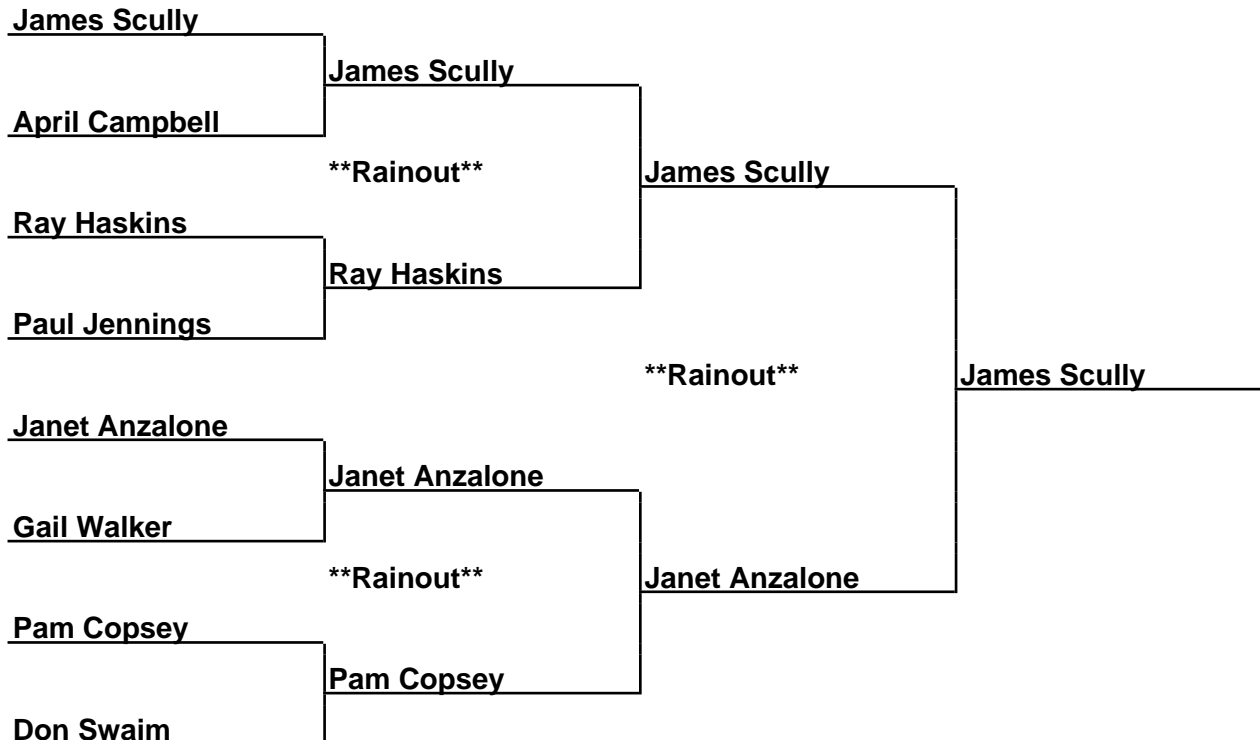 James Scully
James Scully
April Campbell
**Rainout**
James Scully
Ray Haskins
Ray Haskins
Paul Jennings
**Rainout**
James Scully
Janet Anzalone
Janet Anzalone
Gail Walker
**Rainout**
Janet Anzalone
Pam Copsey
Pam Copsey
Don Swaim